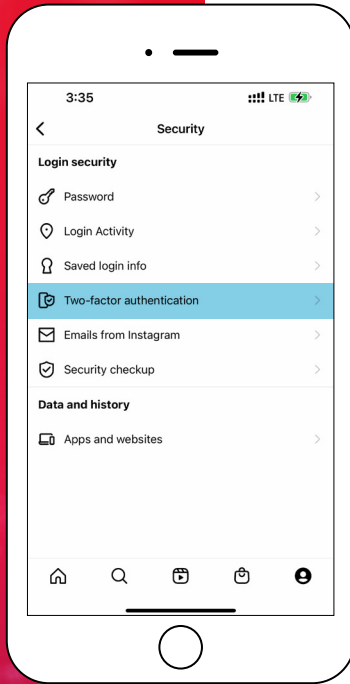 3:35
LTE
Security
Login security
Password
Login Activity
Saved login info
Two-factor authentication
Emails from Instagram
Security checkup
Data and history
Apps and websites